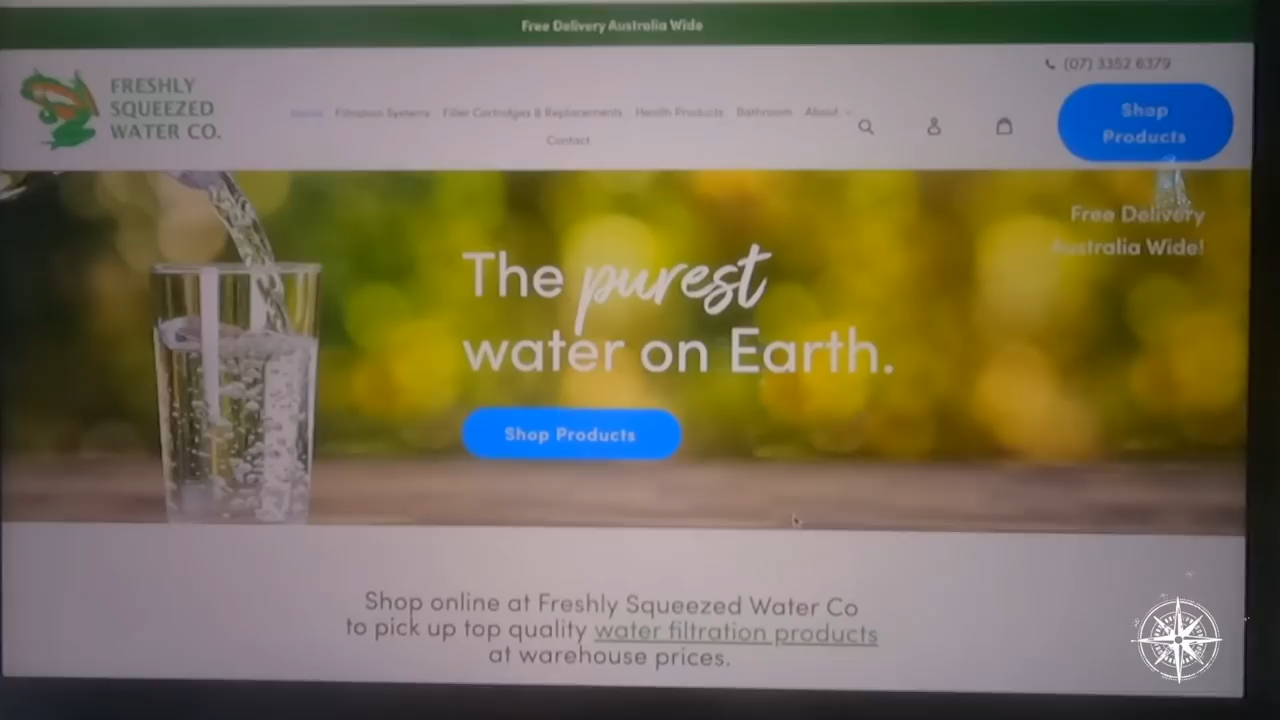 Free Delivery Australia Wide
(07) 3352 6379
FRESHLY
SQUEEZED
WATER CO.
Home Filtration Systems Filter Cartridges & Replacements Health Products Bathroom About
Contact
Shop
Products
Free Delivery
Australia Wide!
The purest
water on Earth.
Shop Products
Shop online at Freshly Squeezed Water Co
to pick up top quality water filtration products
at warehouse prices.